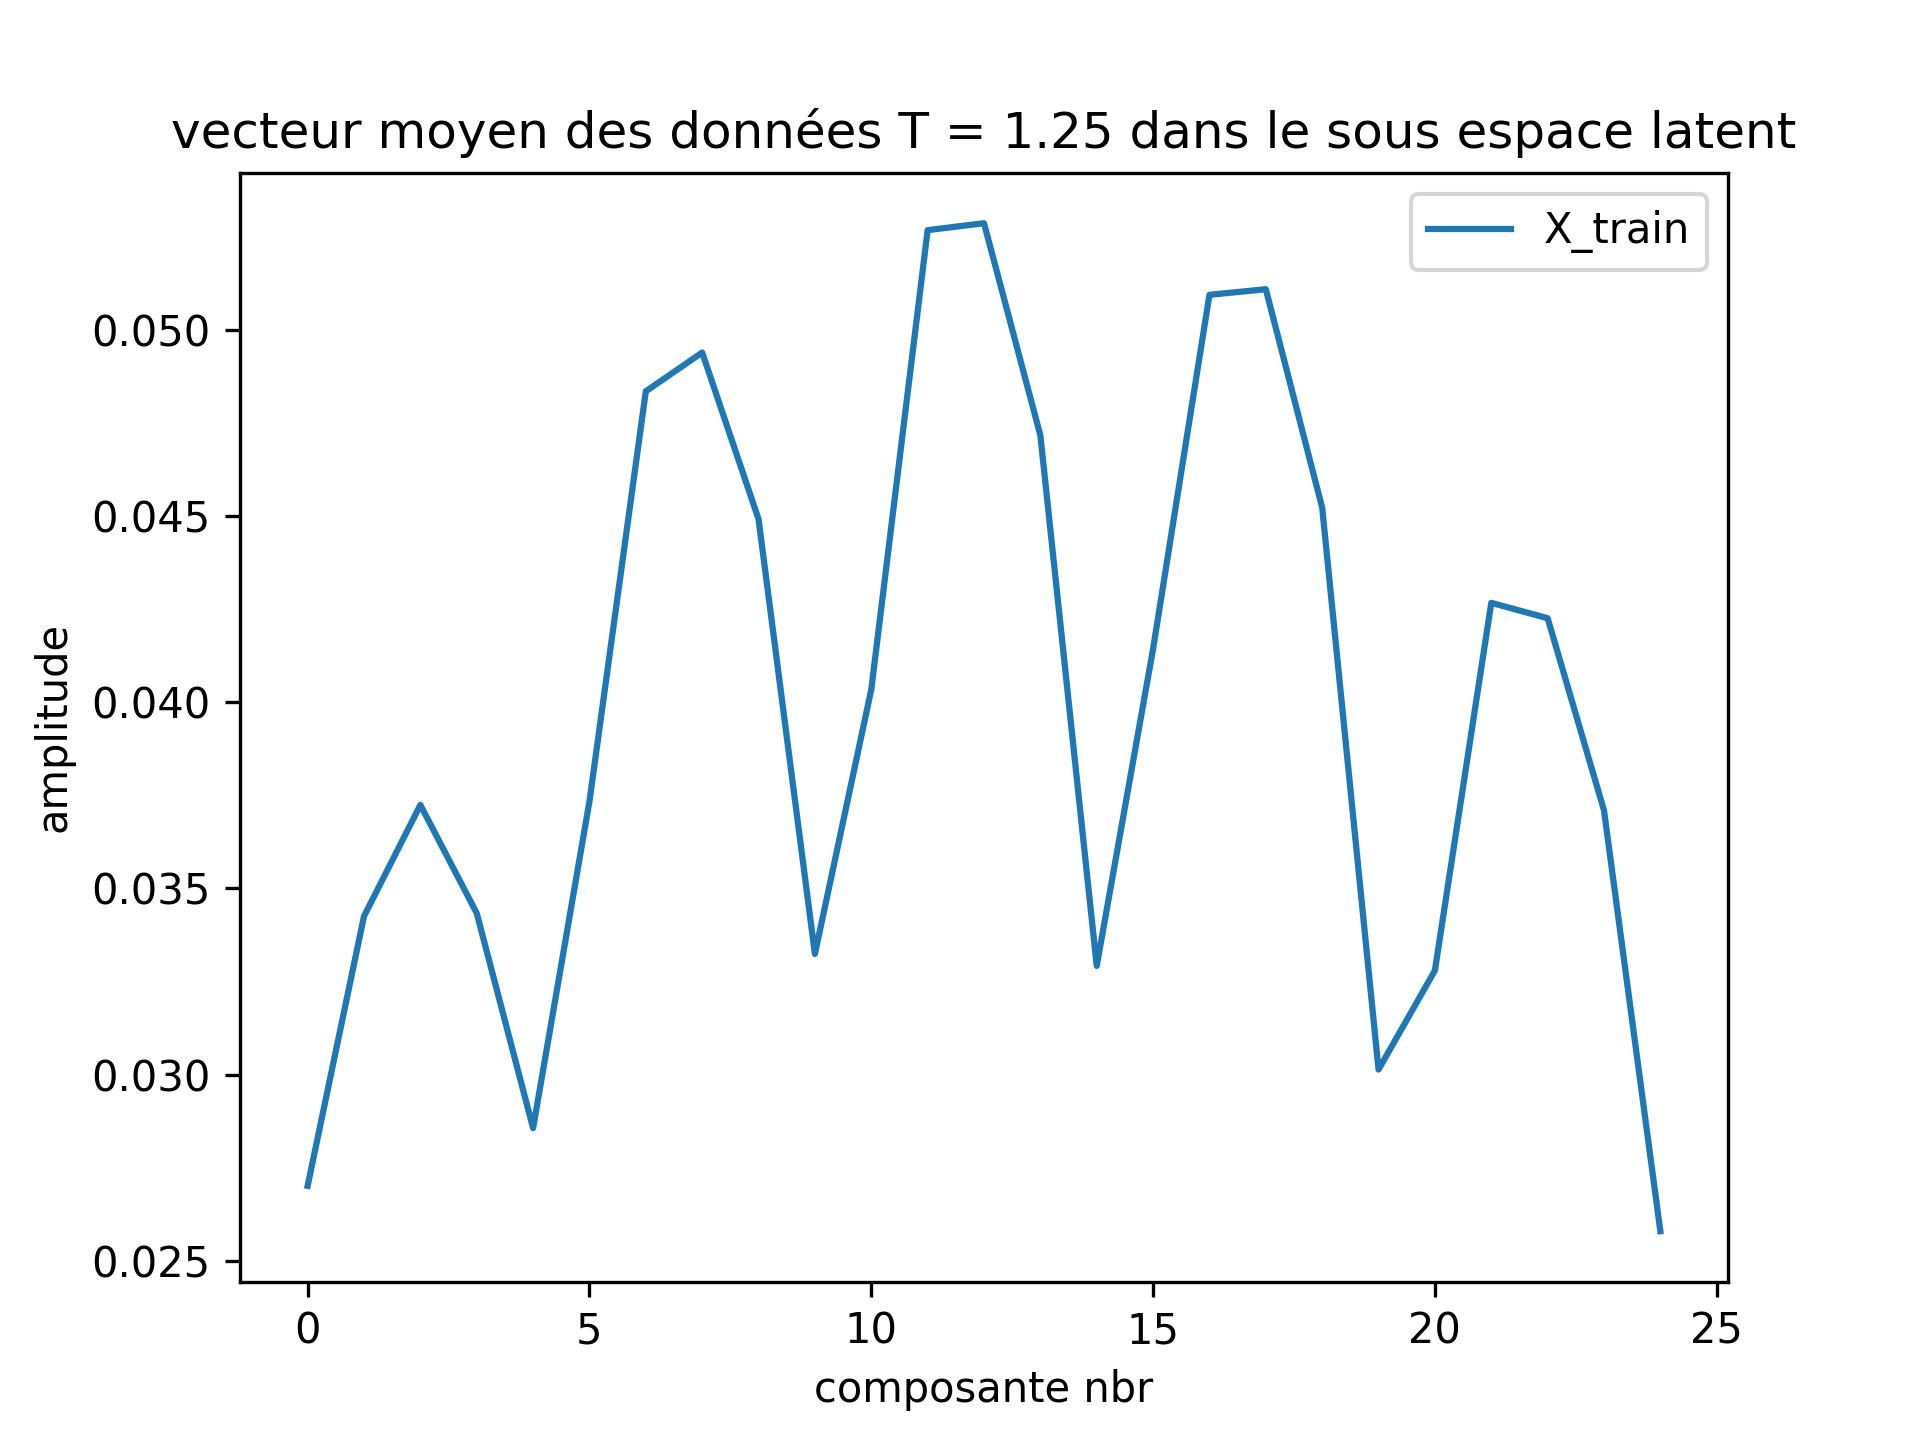 vecteur moyen des données T = 1.25 dans le sous espace latent
X_train
amplitude
0.050
0.045
0.040
0.035
0.030
0.025
0 5 10 15 20 25
composante nbr